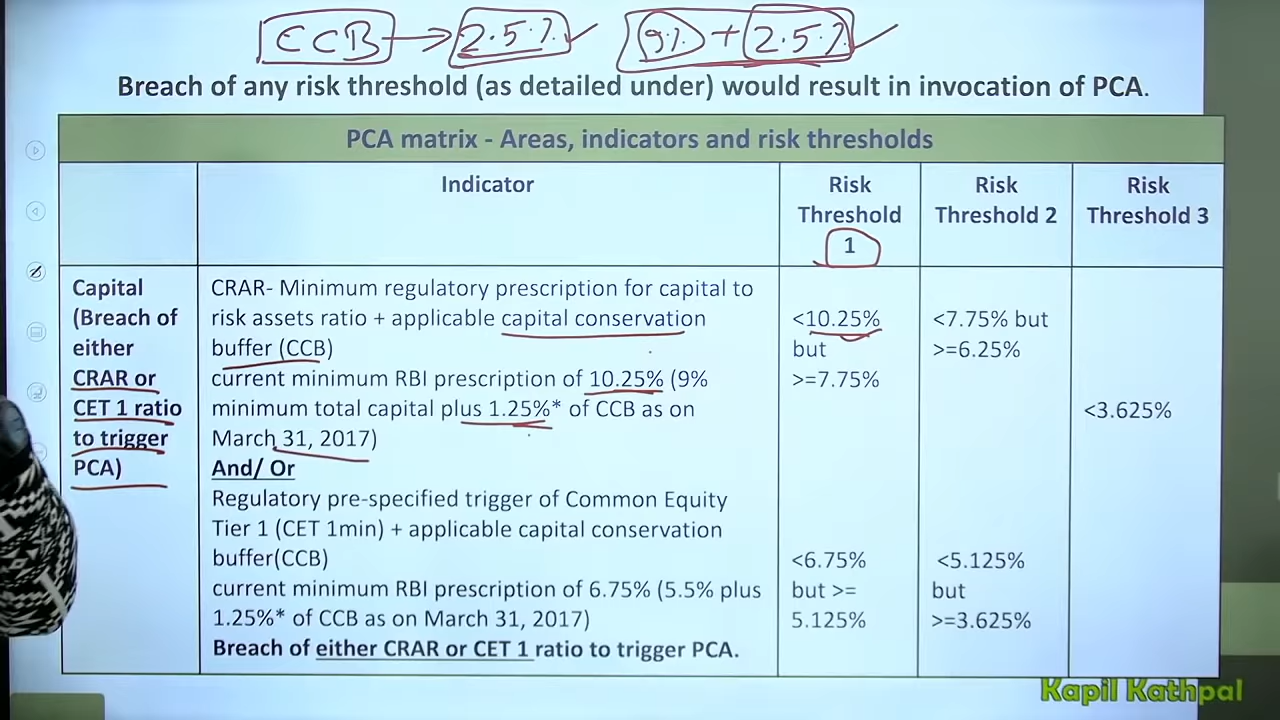 CCB → 2.5% ✓ 9% + 2.5% ✓
Breach of any risk threshold (as detailed under) would result in invocation of PCA.
PCA matrix - Areas, indicators and risk thresholds
Indicator
Risk
Threshold
1
Risk
Threshold 2
Risk
Threshold 3
Capital
(Breach of
either
CRAR or
CET 1 ratio
to trigger
PCA)
CRAR- Minimum regulatory prescription for capital to
risk assets ratio + applicable capital conservation
buffer (CCB)
current minimum RBI prescription of 10.25% (9%
minimum total capital plus 1.25%* of CCB as on
March 31, 2017)
And/ Or
Regulatory pre-specified trigger of Common Equity
Tier 1 (CET 1min) + applicable capital conservation
buffer(CCB)
current minimum RBI prescription of 6.75% (5.5% plus
1.25%* of CCB as on March 31, 2017)
Breach of either CRAR or CET 1 ratio to trigger PCA.
<10.25%
but
>=7.75%
<6.75%
but >=
5.125%
<7.75% but
>=6.25%
<5.125%
but
>=3.625%
<3.625%
Kapil Kathpal